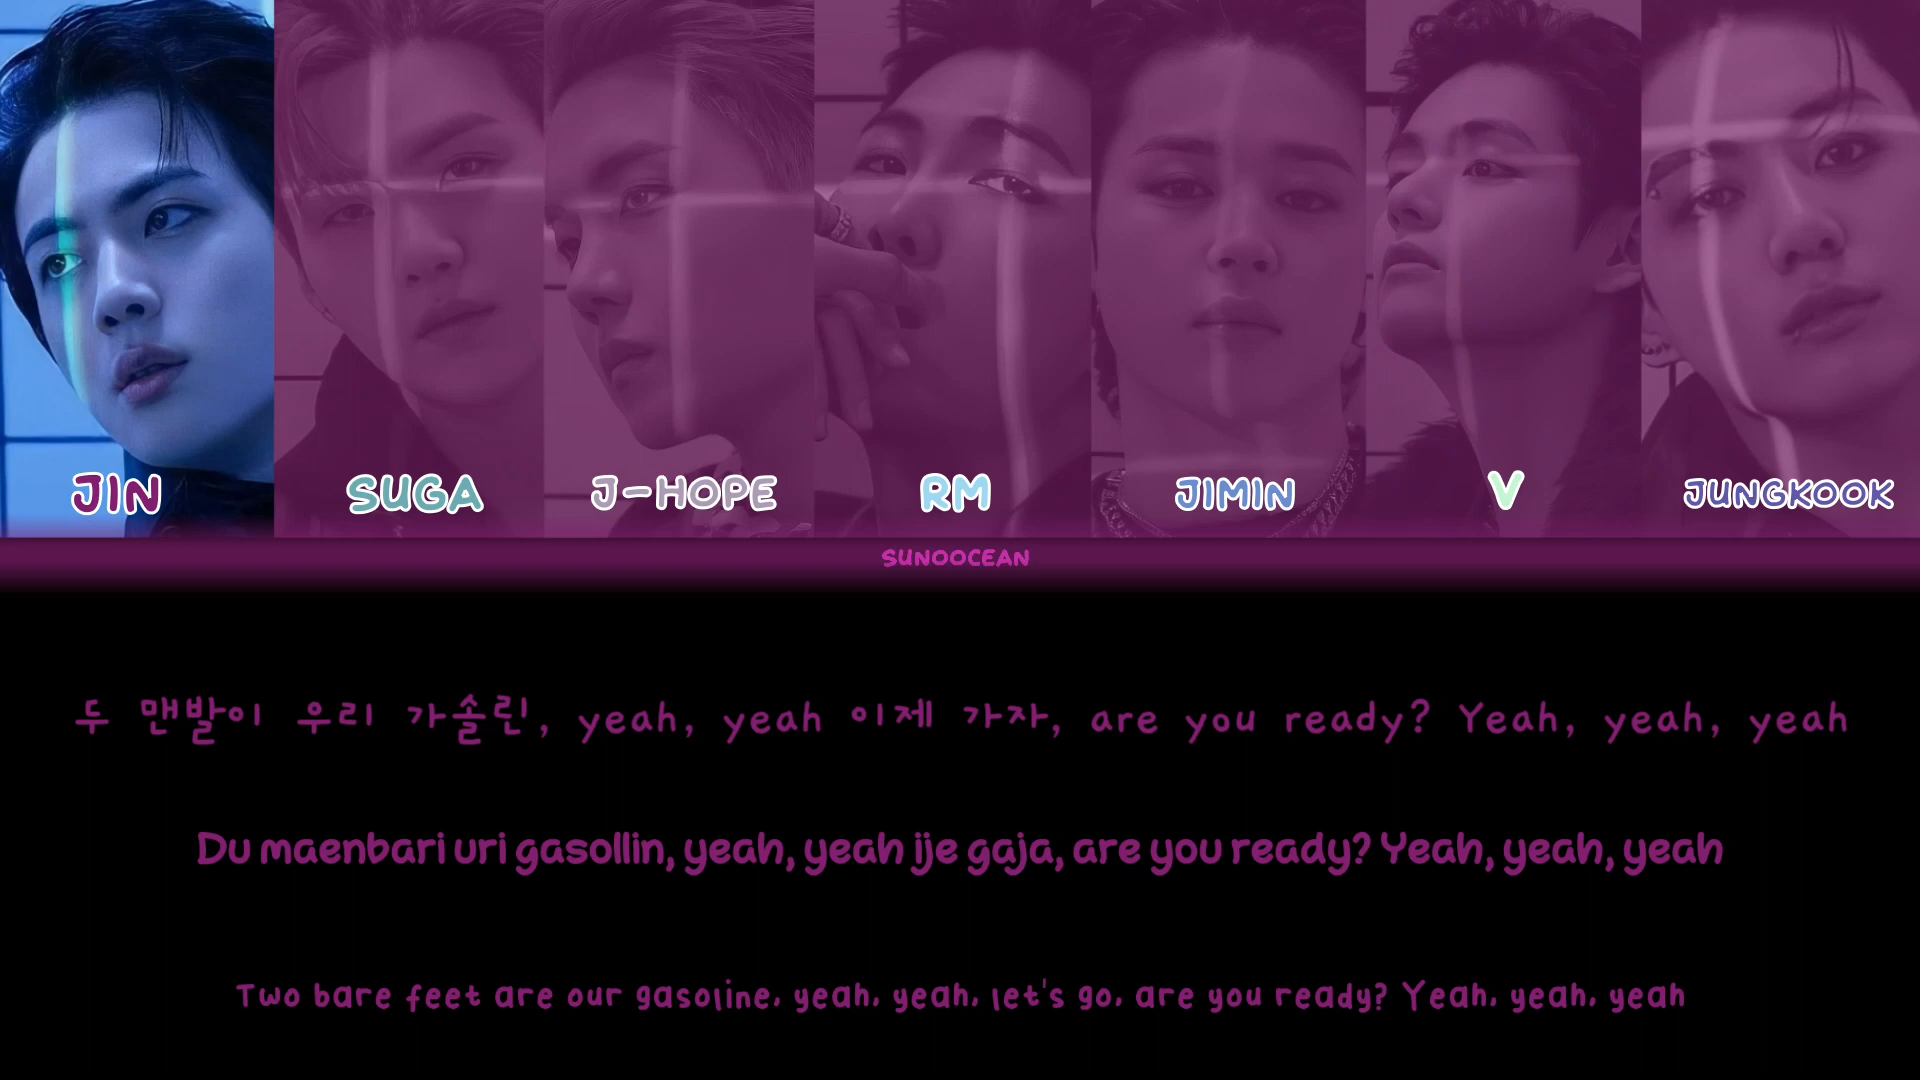 JIN SUGA J-HOPE RM JIMIN V JUNGKOOK
SUNOOCEAN
두 맨발이 우리 가솔린, yeah, yeah 이제 가자, are you ready? Yeah, yeah, yeah
Du maenbari uri gasollin, yeah, yeah ije gaja, are you ready? Yeah, yeah, yeah
Two bare feet are our gasoline, yeah, yeah, let's go, are you ready? Yeah, yeah, yeah